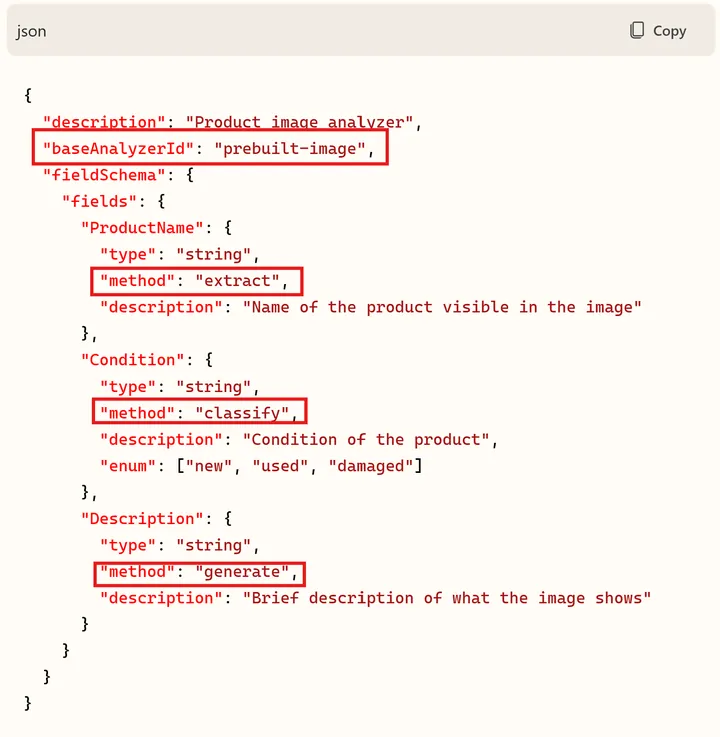 json
Copy
{
"description": "Product image analyzer",
"baseAnalyzerId": "prebuilt-image",
"fieldSchema": {
"fields": {
"ProductName": {
"type": "string",
"method": "extract",
"description": "Name of the product visible in the image"
},
"Condition": {
"type": "string",
"method": "classify",
"description": "Condition of the product",
"enum": ["new", "used", "damaged"]
},
"Description": {
"type": "string",
"method": "generate",
"description": "Brief description of what the image shows"
}
}
}
}